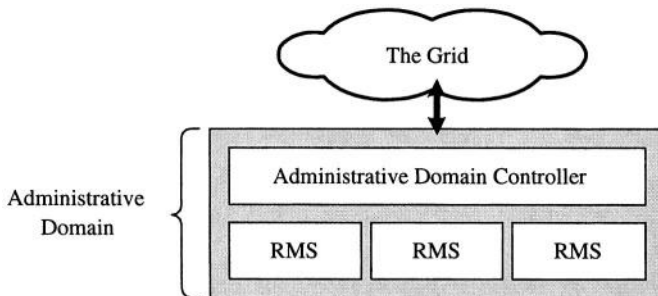 The Grid
Administrative Domain Controller
Administrative
Domain
RMS
RMS
RMS